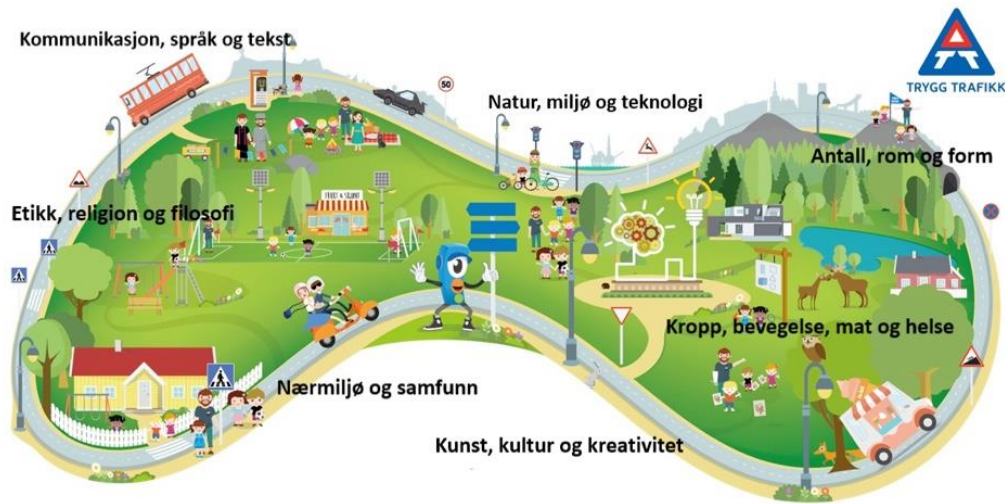 Kommunikasjon, språk og tekst
TRYGG TRAFIKK
50
Natur, miljø og teknologi
Antall, rom og form
Etikk, religion og filosofi
Kropp, bevegelse, mat og helse
Nærmiljø og samfunn
Kunst, kultur og kreativitet